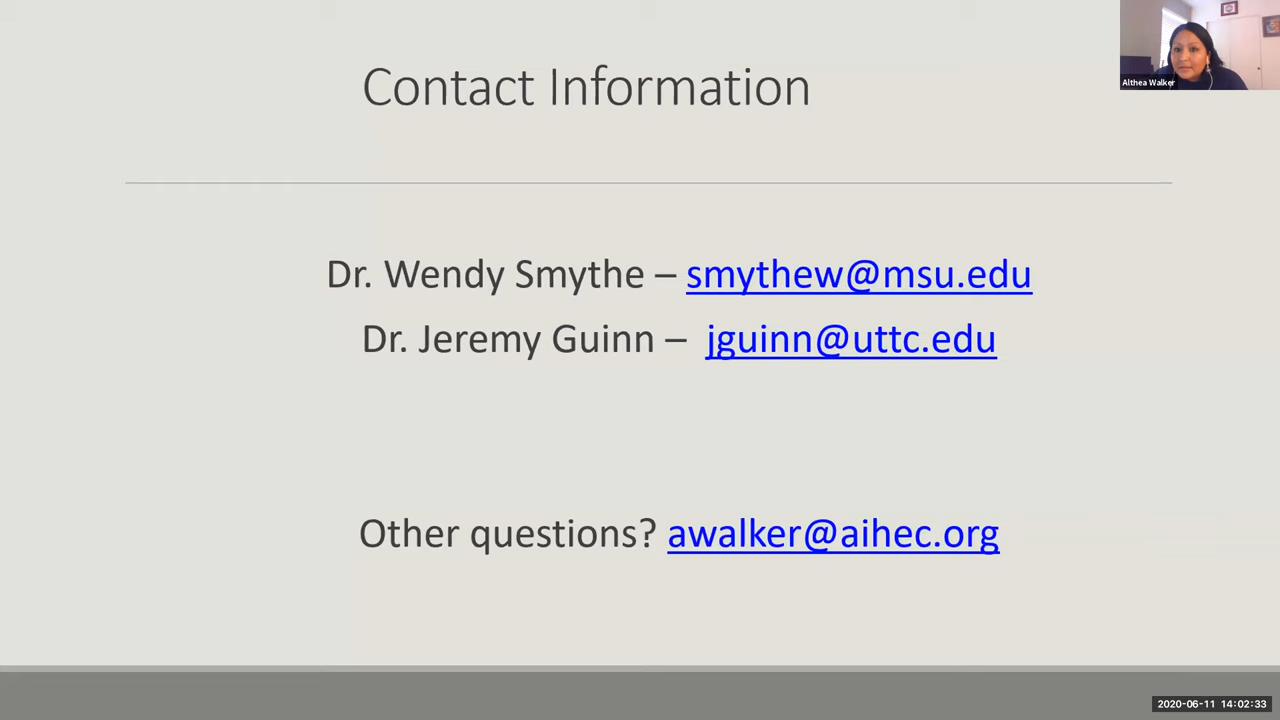 Contact Information
Althea Walker
Dr. Wendy Smythe – smythew@msu.edu
Dr. Jeremy Guinn – jguinn@uttc.edu
Other questions? awalker@aihec.org
2020-06-11 14:02:33